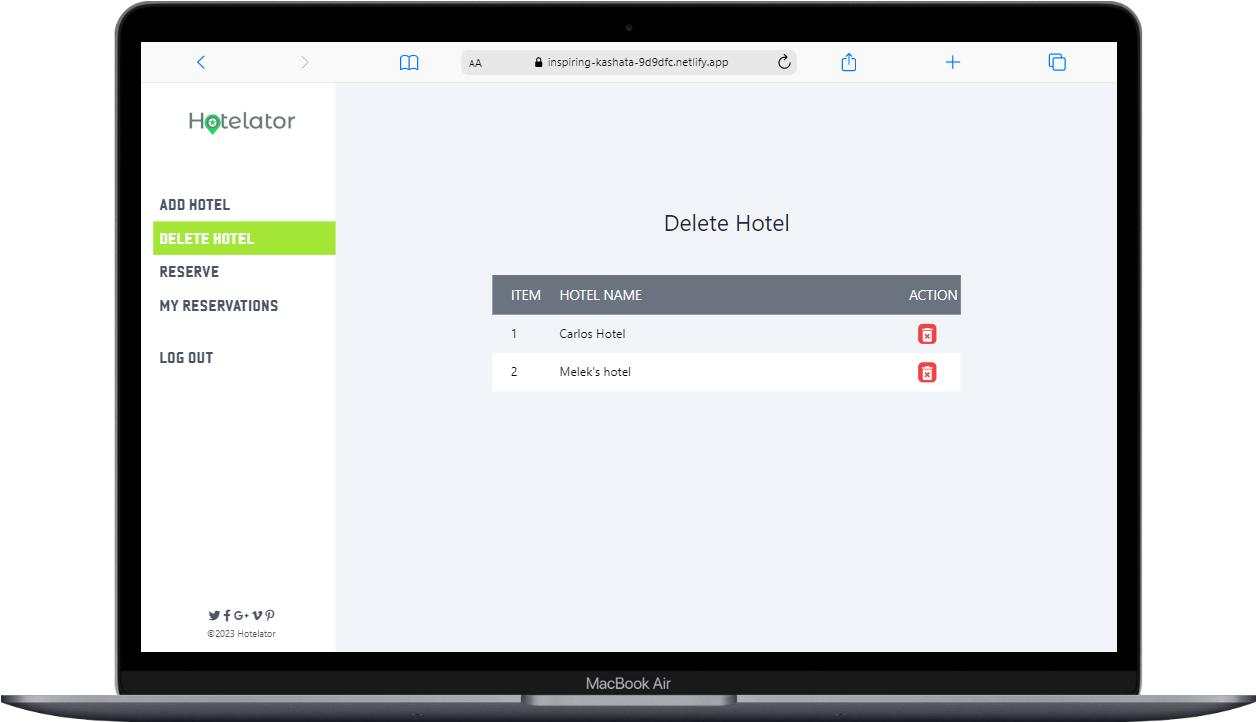 AA inspiring-kashata-9d9dfc.netlify.app
Hotelator
ADD HOTEL
DELETE HOTEL
RESERVE
MY RESERVATIONS
LOG OUT
Delete Hotel
ITEM HOTEL NAME ACTION
1 Carlos Hotel
2 Melek's hotel
©2023 Hotelator
MacBook Air